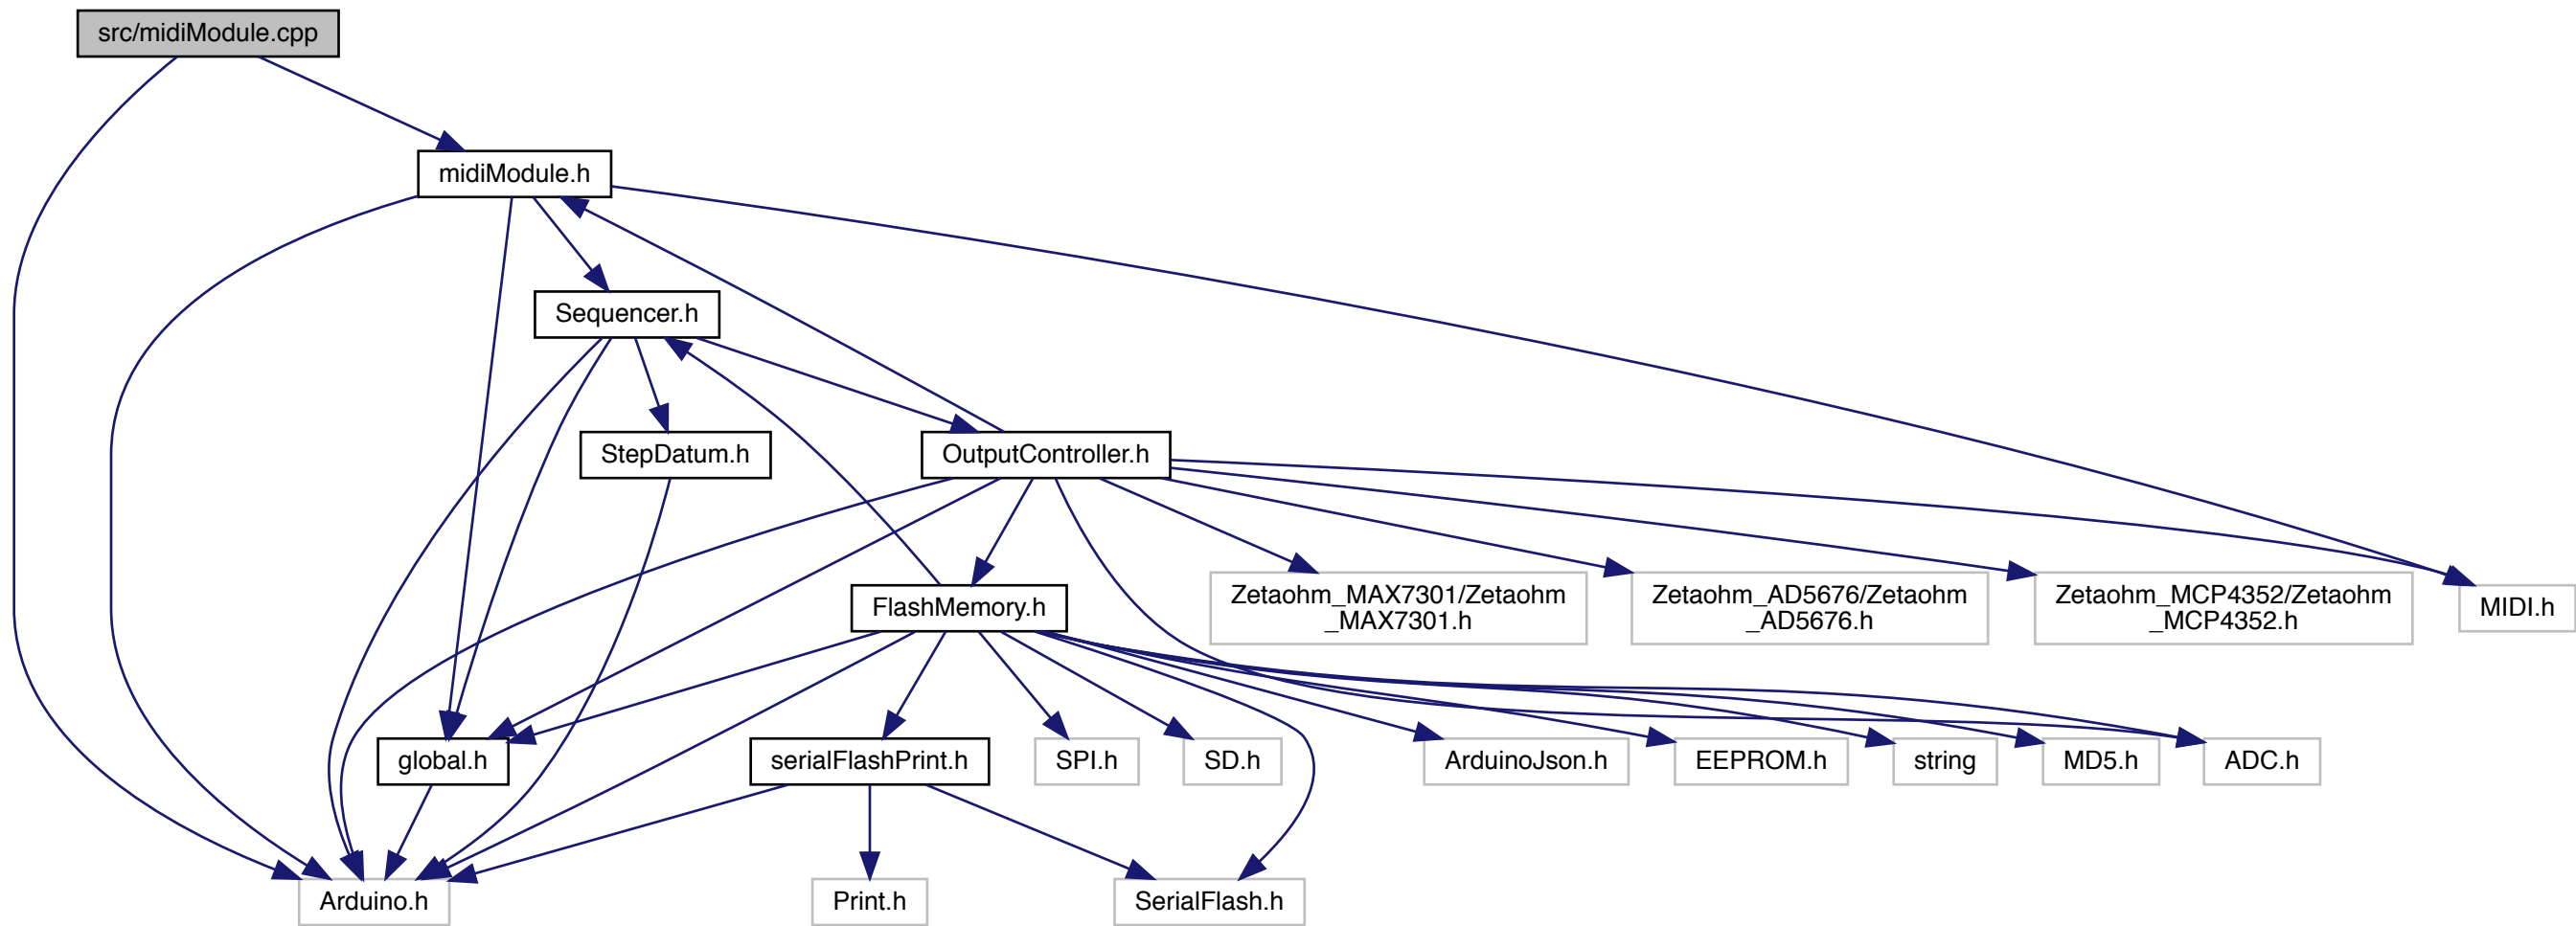 src/midiModule.cpp
midiModule.h
Sequencer.h
StepDatum.h
OutputController.h
FlashMemory.h
Zetaohm_MAX7301/Zetaohm
_MAX7301.h
Zetaohm_AD5676/Zetaohm
_AD5676.h
Zetaohm_MCP4352/Zetaohm
_MCP4352.h
MIDI.h
global.h
serialFlashPrint.h
SPI.h
SD.h
ArduinoJson.h
EEPROM.h
string
MD5.h
ADC.h
Arduino.h
Print.h
SerialFlash.h